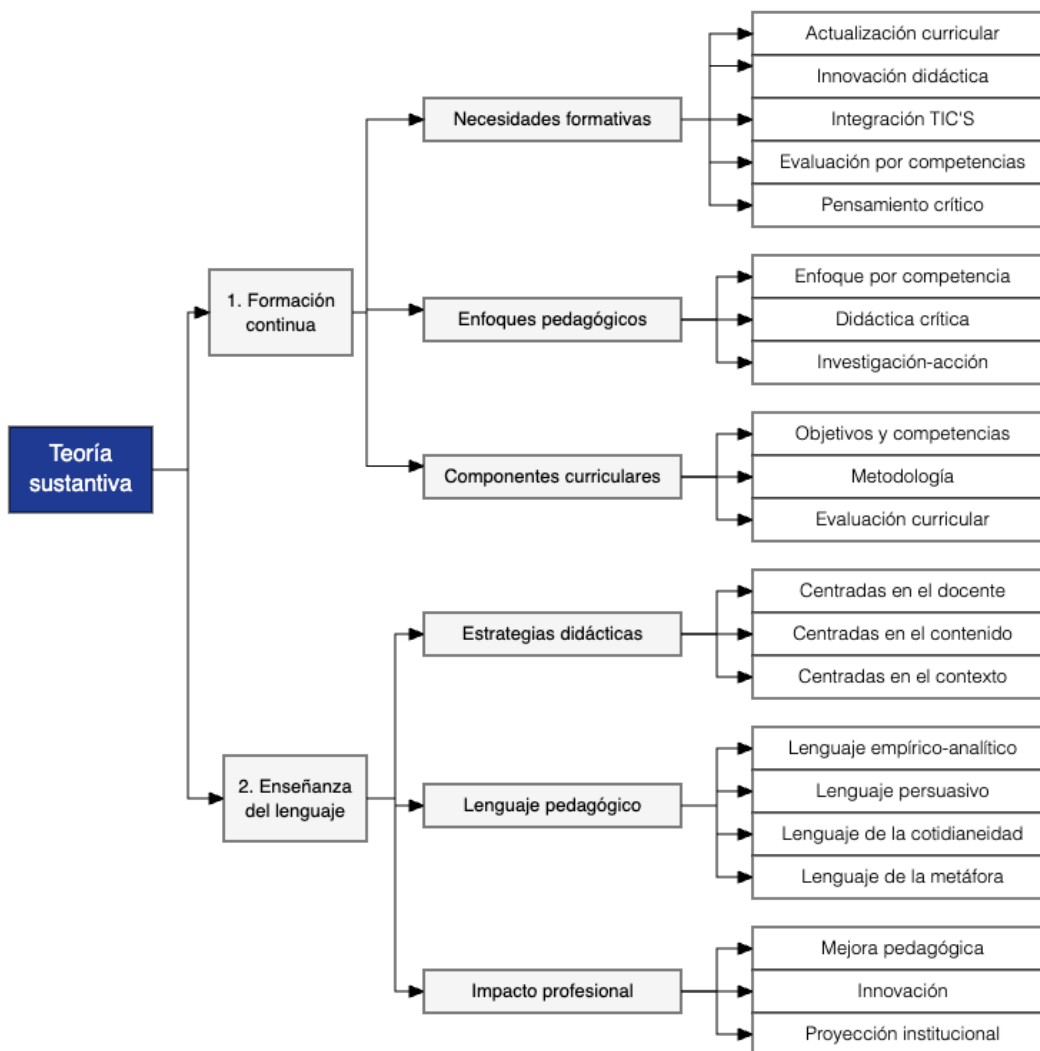 Teoría
sustantiva
1. Formación
continua
Necesidades formativas
Actualización curricular
Innovación didáctica
Integración TIC'S
Evaluación por competencias
Pensamiento crítico
Enfoques pedagógicos
Enfoque por competencia
Didáctica crítica
Investigación-acción
Componentes curriculares
Objetivos y competencias
Metodología
Evaluación curricular
2. Enseñanza
del lenguaje
Estrategias didácticas
Centradas en el docente
Centradas en el contenido
Centradas en el contexto
Lenguaje pedagógico
Lenguaje empírico-analítico
Lenguaje persuasivo
Lenguaje de la cotidianeidad
Lenguaje de la metáfora
Impacto profesional
Mejora pedagógica
Innovación
Proyección institucional